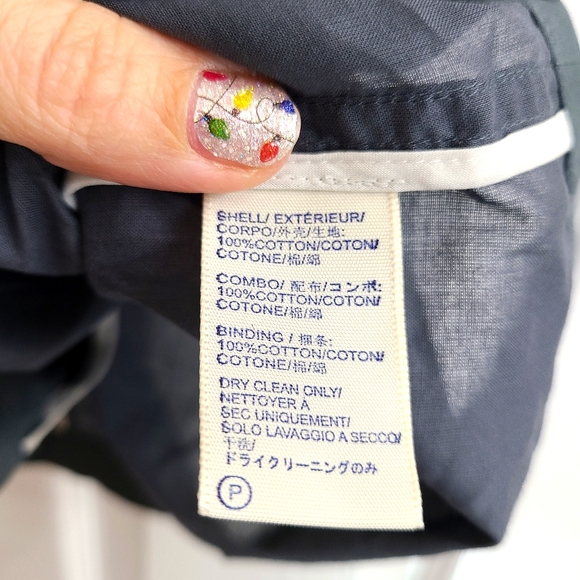 SHELL/ EXTÉRIEUR/
CORPO/外壳/生地:
100%COTTON/COTON/
COTONE/棉/綿
COMBO/ 配布/コンボ:
100%COTTON/COTON/
COTONE/棉/綿
BINDING / 捆条:
100%COTTON/COTON/
COTONE/棉/綿
DRY CLEAN ONLY/
NETTOYER À
SEC UNIQUEMENT/
SOLO LAVAGGIO A SECCO/
干洗/
ドライクリーニングのみ
P